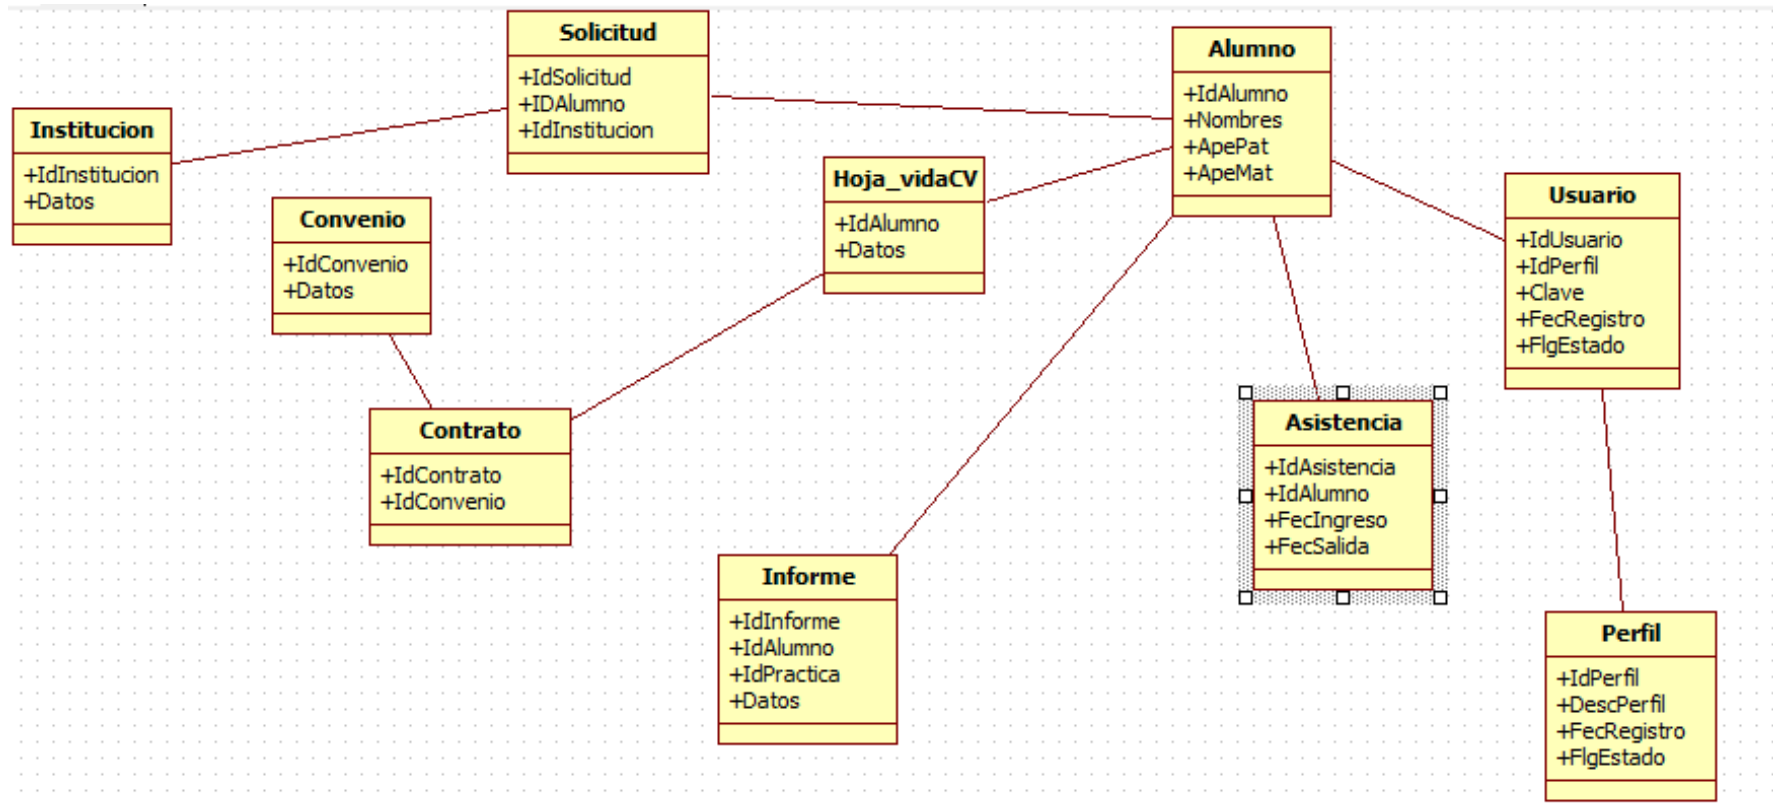 Solicitud
+IdSolicitud
+IDAlumno
+IdInstitucion
Alumno
+IdAlumno
+Nombres
+ApePat
+ApeMat
Institucion
+IdInstitucion
+Datos
Hoja_vidaCV
+IdAlumno
+Datos
Usuario
+IdUsuario
+IdPerfil
+Clave
+FecRegistro
+FlgEstado
Convenio
+IdConvenio
+Datos
Contrato
+IdContrato
+IdConvenio
Asistencia
+IdAsistencia
+IdAlumno
+FecIngreso
+FecSalida
Informe
+IdInforme
+IdAlumno
+IdPractica
+Datos
Perfil
+IdPerfil
+DescPerfil
+FecRegistro
+FlgEstado